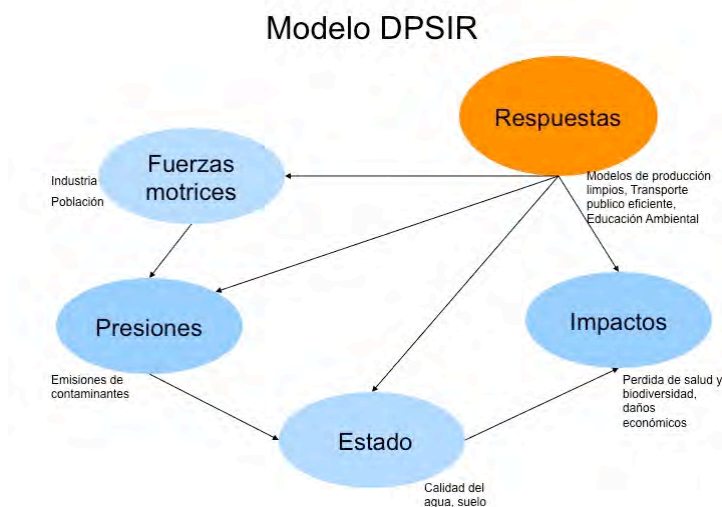 Modelo DPSIR
Respuestas
Fuerzas
motrices
Industria
Población
Modelos de producción
limpios, Transporte
publico eficiente,
Educación Ambiental
Presiones
Impactos
Emisiones de
contaminantes
Perdida de salud y
biodiversidad,
daños
económicos
Estado
Calidad del
agua, suelo